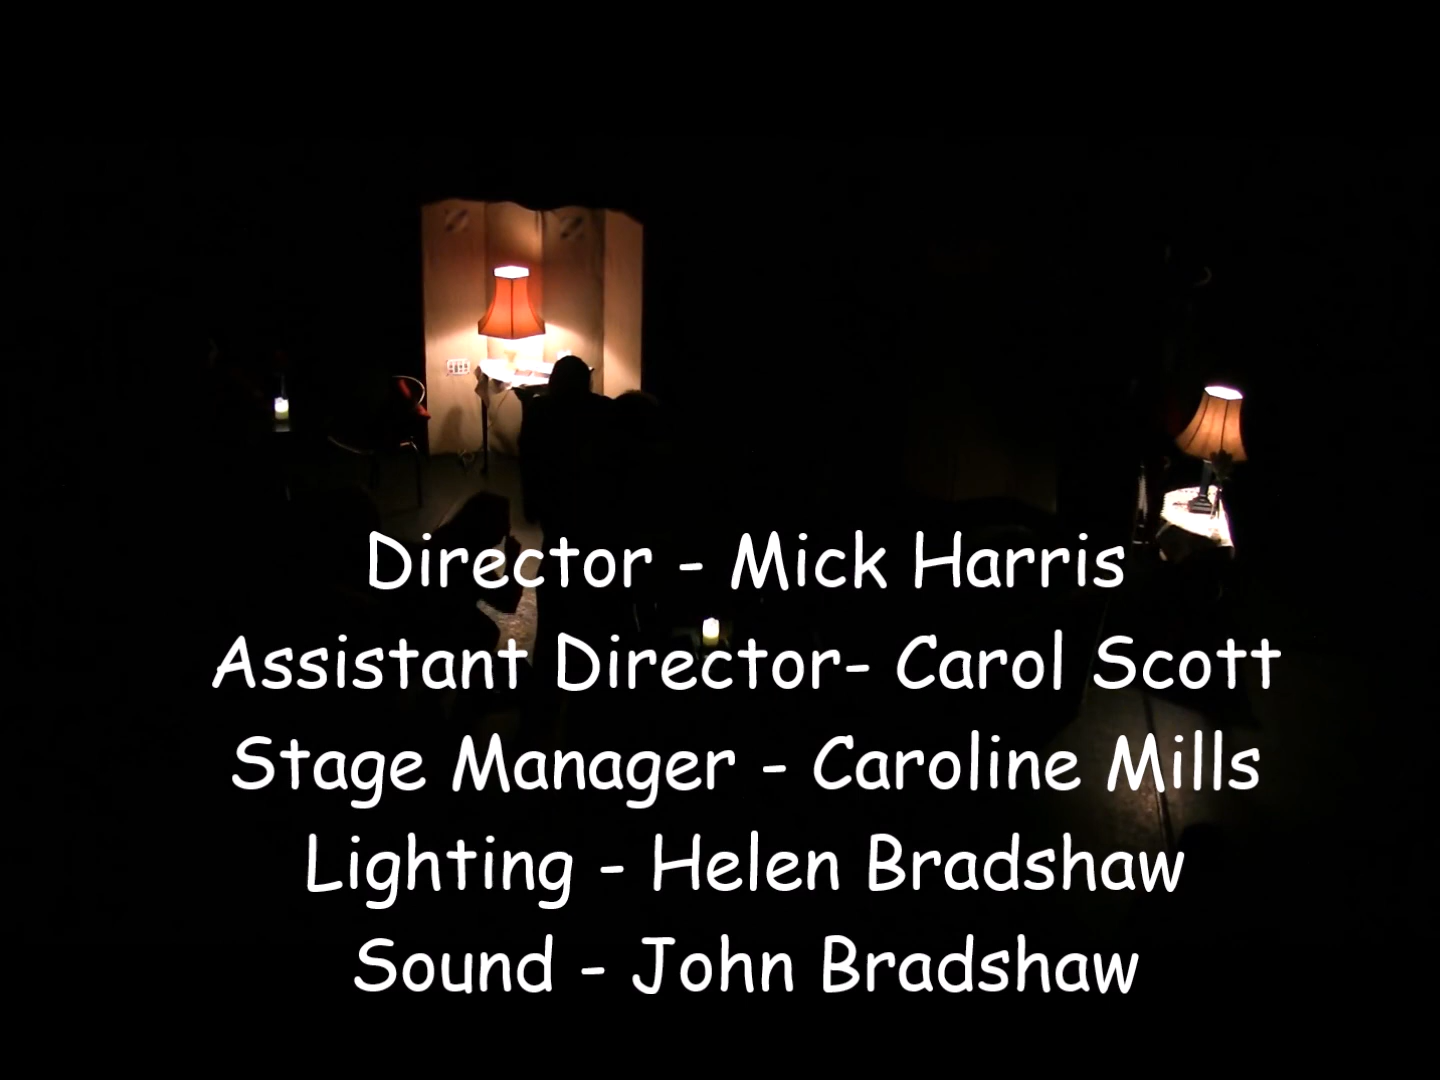 Director - Mick Harris
Assistant Director- Carol Scott
Stage Manager - Caroline Mills
Lighting - Helen Bradshaw
Sound - John Bradshaw